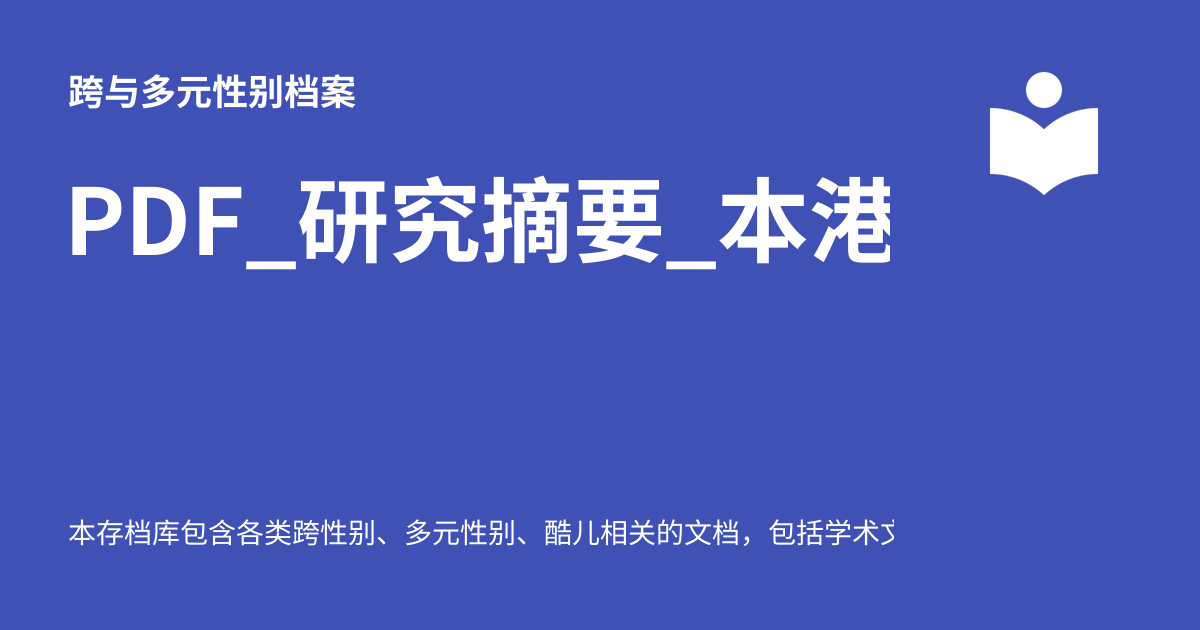 跨与多元性别档案
PDF_研究摘要_本港
本存档库包含各类跨性别、多元性别、酷儿相关的文档，包括学术文